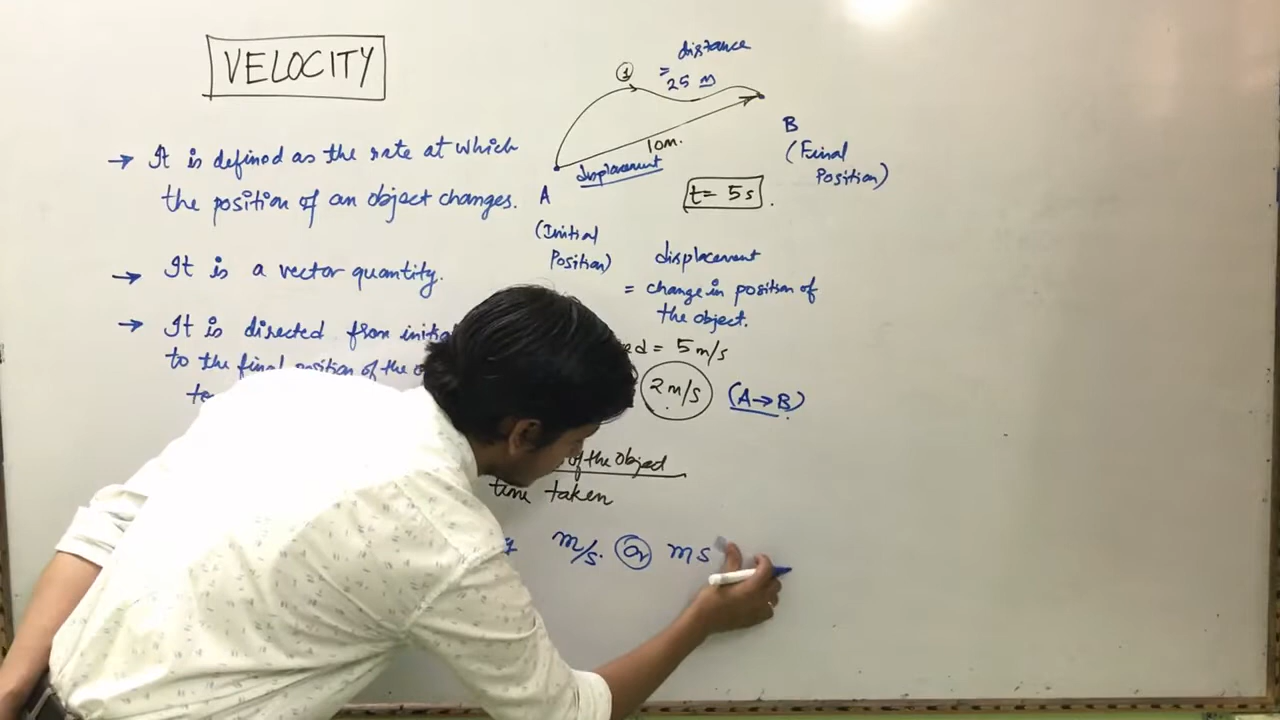 VELOCITY
→ It is defined as the rate at which
the position of an object changes.
→ It is a vector quantity.
→ It is directed from
to the final position of the
distance
=
25 m
①
10m.
displacement
A
(Initial
Position)
B
(Final
Position)
t = 5s.
displacement
= change in position of
the object.
= 5 m/s
2 m/s (A→B)
of the Object
time taken
m/s. or ms